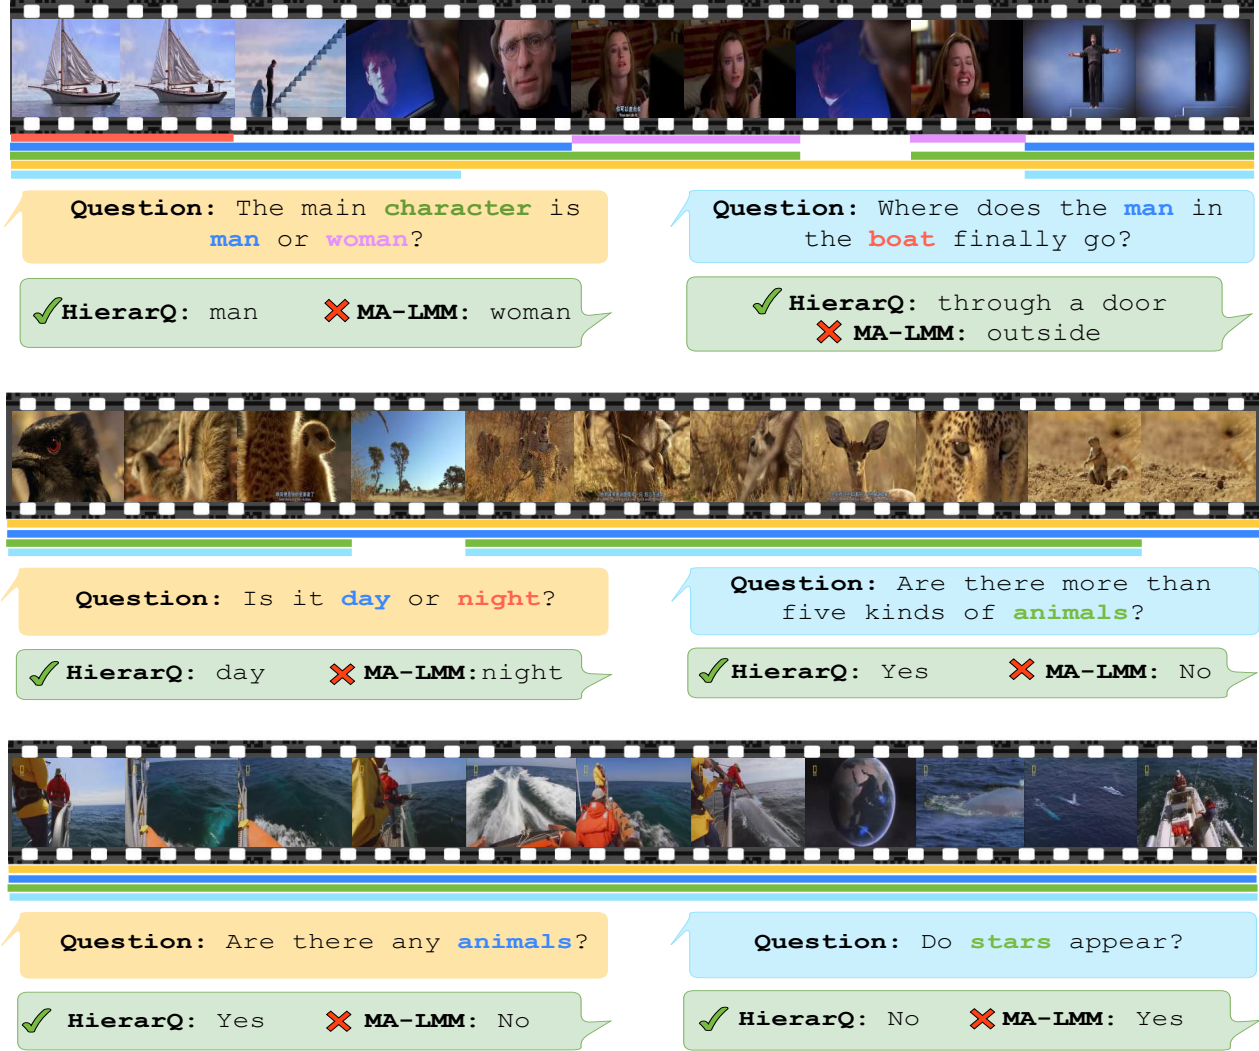 Question: The main character is
man or woman?
Question: Where does the man in
the boat finally go?
HierarQ: man
MA-LMM: woman
HierarQ: through a door
MA-LMM: outside
Question: Is it day or night?
Question: Are there more than
five kinds of animals?
HierarQ: day
MA-LMM:night
HierarQ: Yes
MA-LMM: No
Question: Are there any animals?
Question: Do stars appear?
HierarQ: Yes
MA-LMM: No
HierarQ: No
MA-LMM: Yes